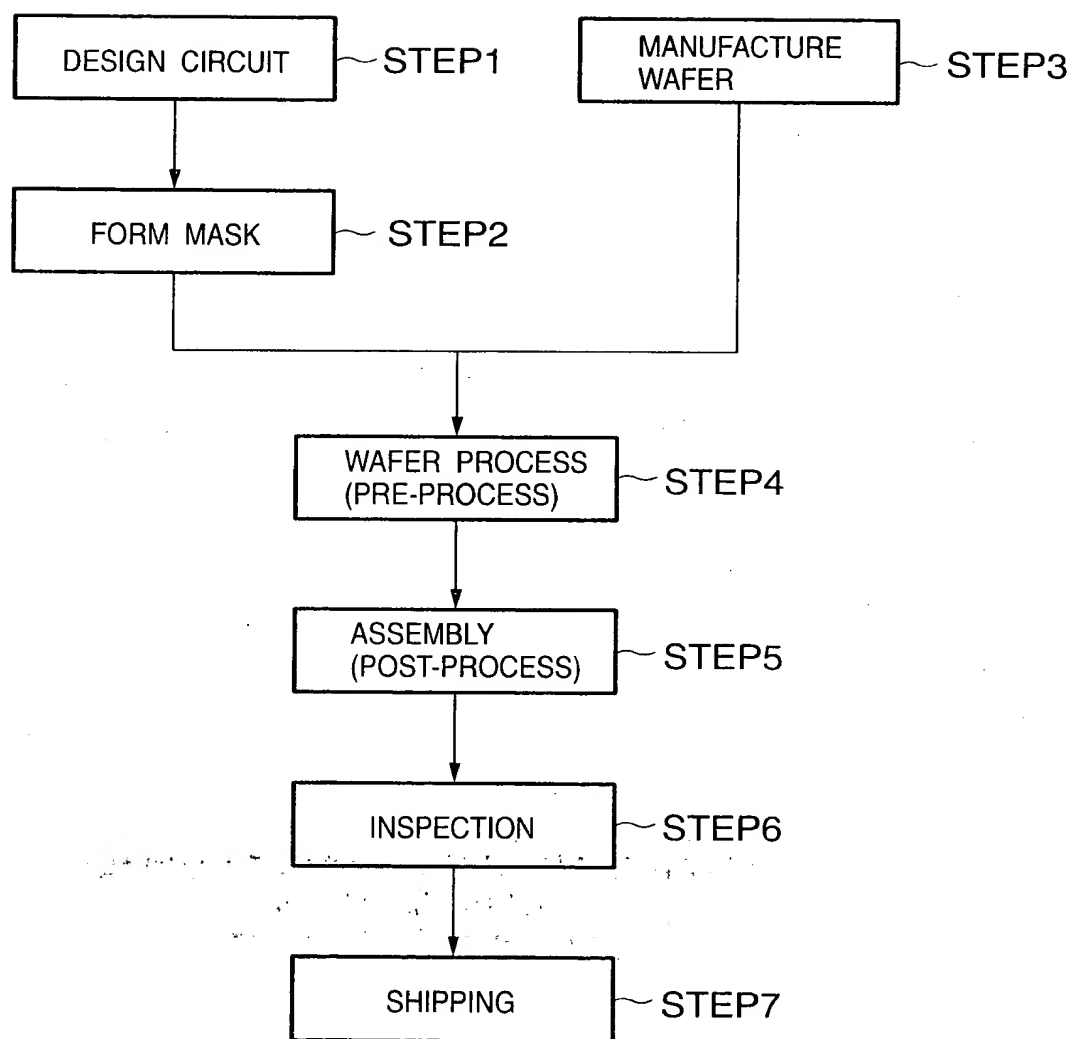 DESIGN CIRCUIT
STEP1
MANUFACTURE
WAFER
STEP3
FORM MASK
STEP2
WAFER PROCESS
(PRE-PROCESS)
STEP4
ASSEMBLY
(POST-PROCESS)
STEP5
INSPECTION
STEP6
SHIPPING
STEP7